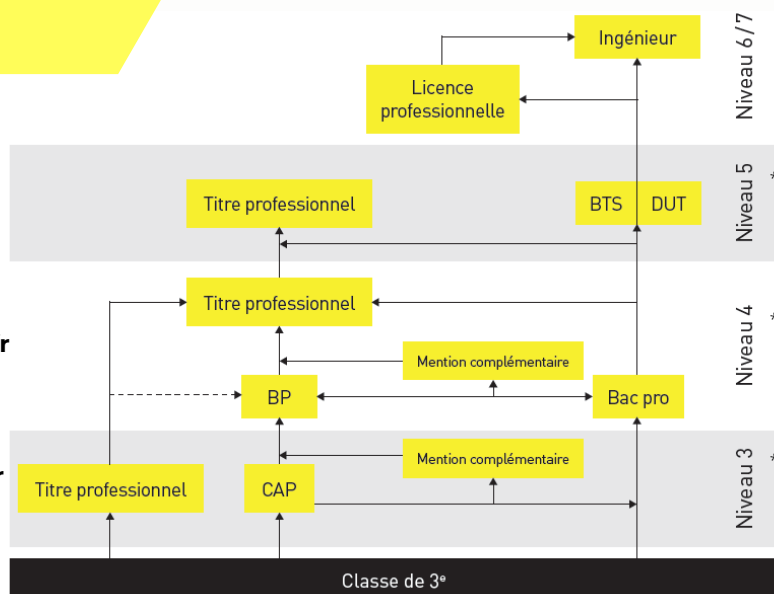 Ingénieur
Niveau 6/7
Licence
professionnelle
Titre professionnel
BTS
DUT
Niveau 5
*
Titre professionnel
Niveau 4
*
r
Mention complémentaire
BP
Bac pro
Mention complémentaire
Niveau 3
*
r
Titre professionnel
CAP
Classe de 3ᵉ